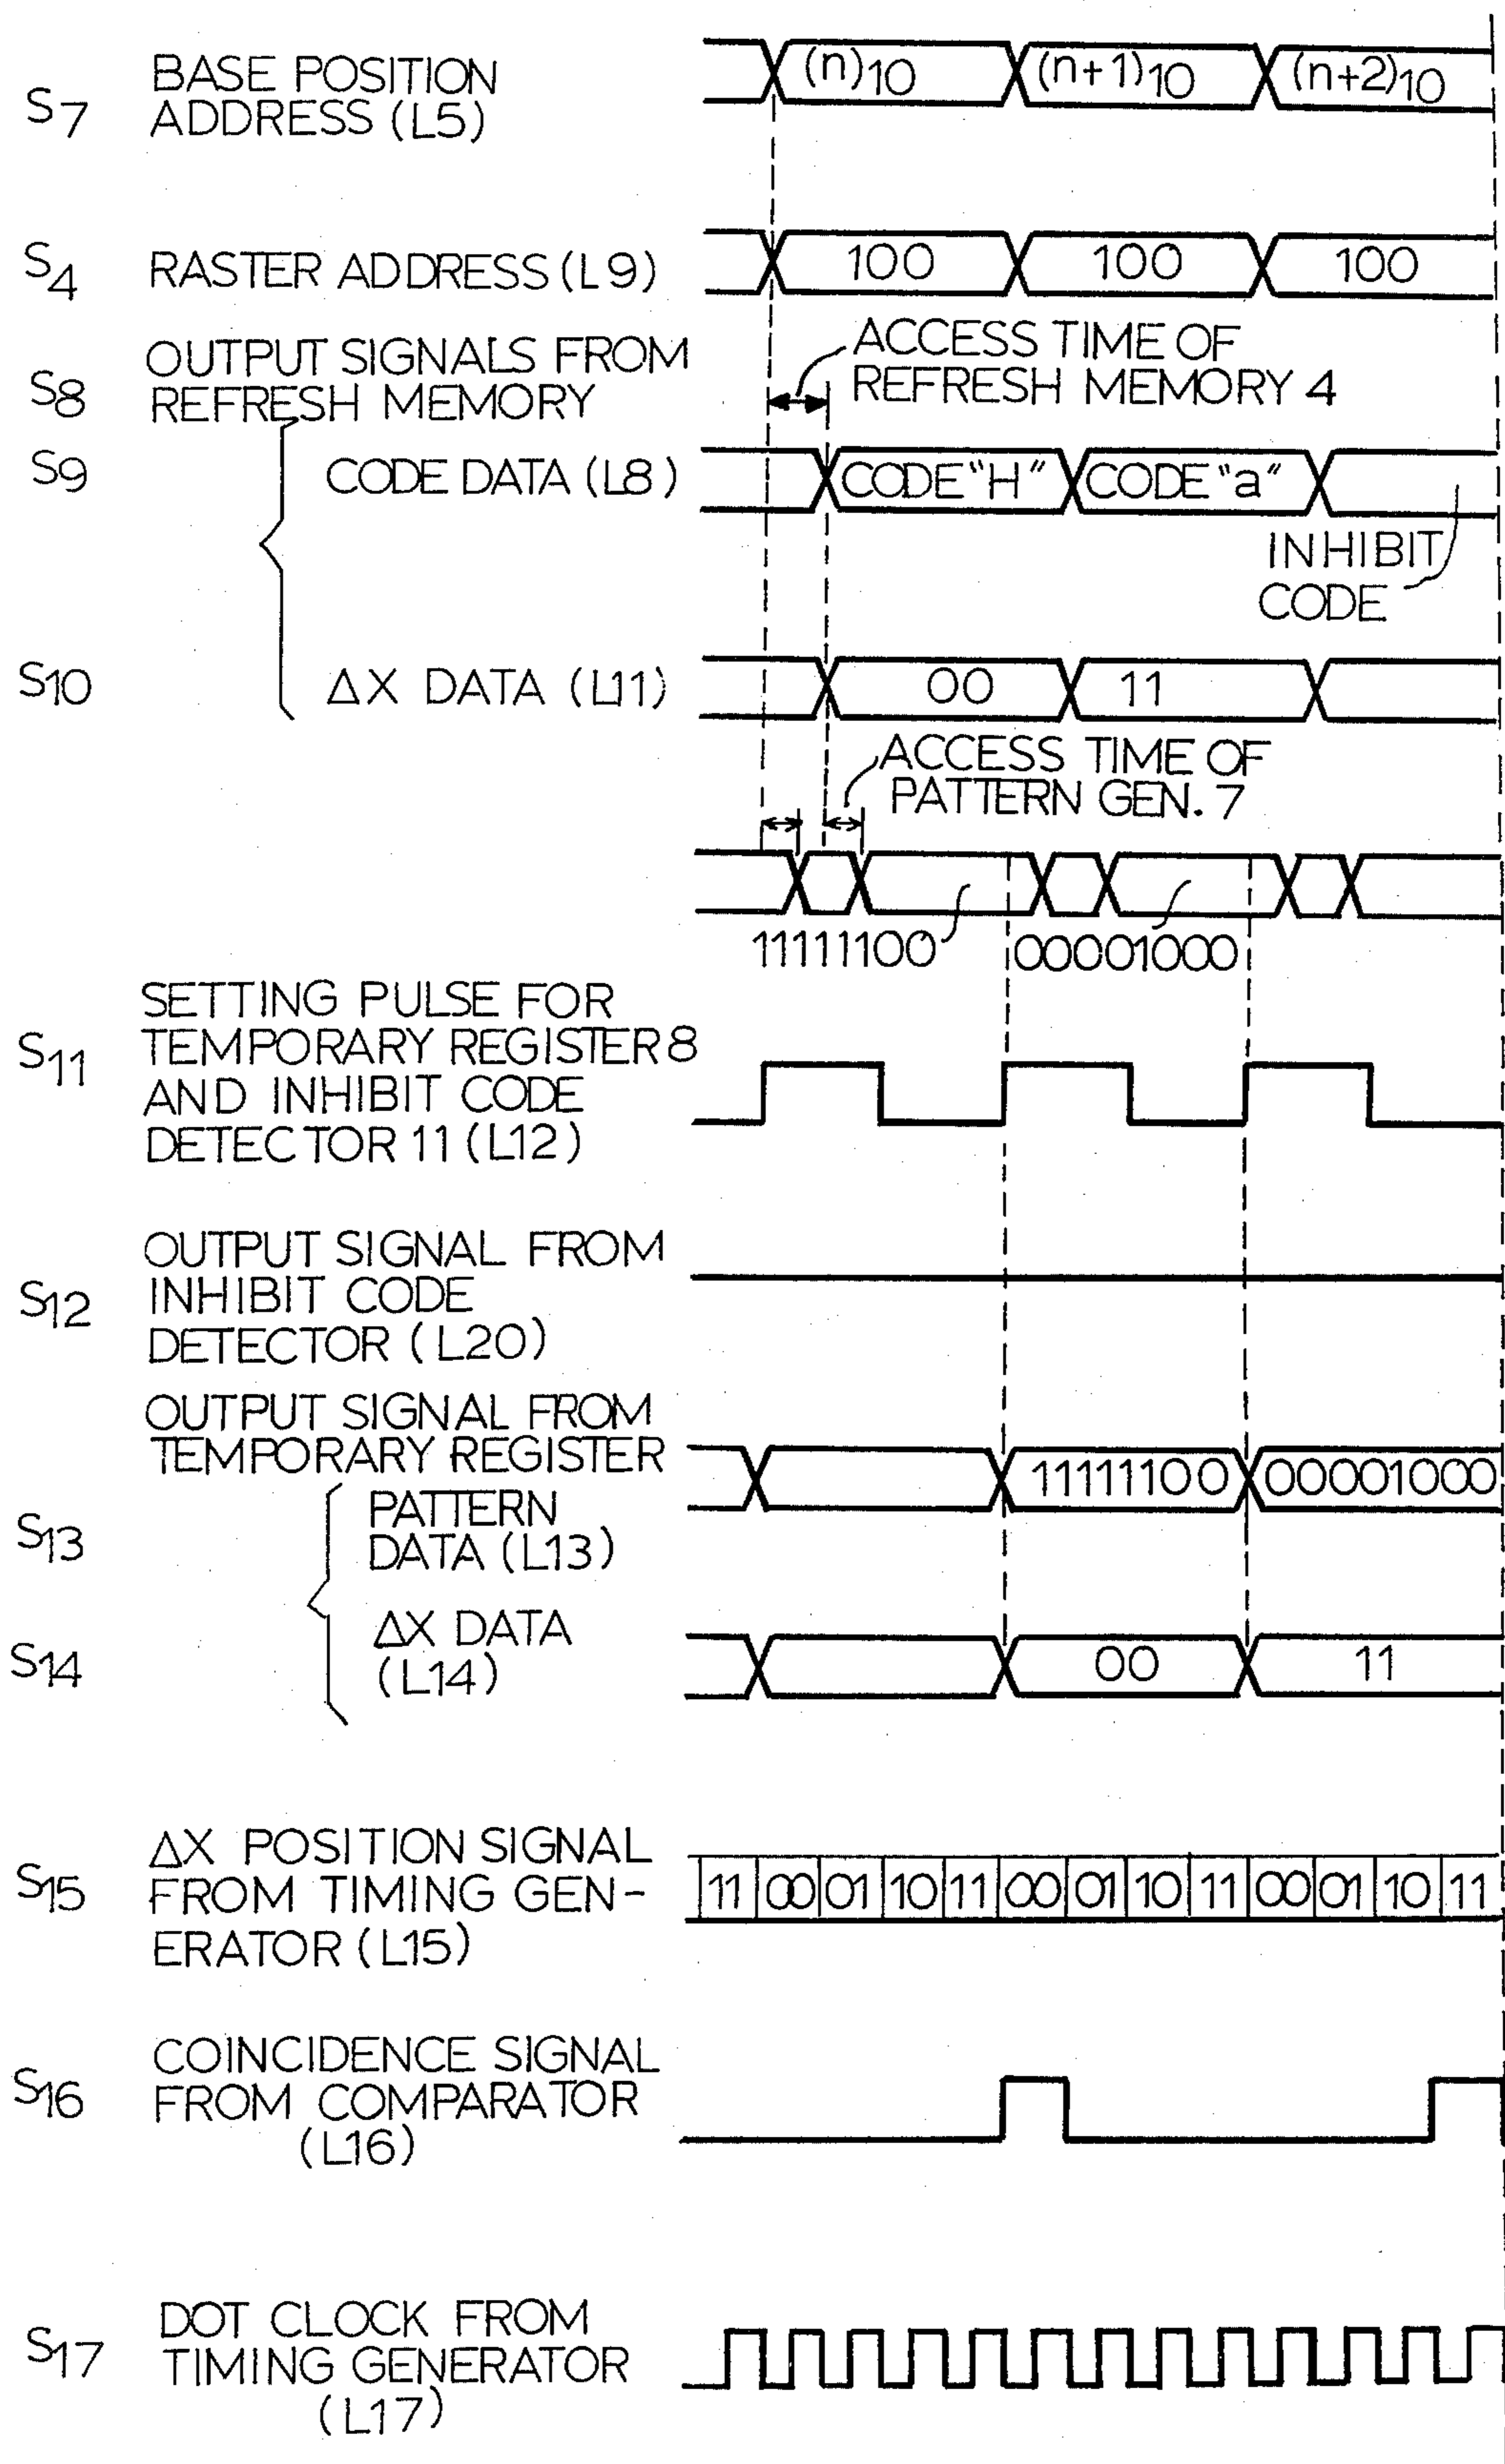 S7 BASE POSITION ADDRESS (L5)
(n)10 (n+1)10 (n+2)10
S4 RASTER ADDRESS (L9)
100 100 100
S8 OUTPUT SIGNALS FROM REFRESH MEMORY
ACCESS TIME OF
REFRESH MEMORY 4
S9 CODE DATA (L8)
CODE "H" CODE "a"
INHIBIT
CODE
S10 ΔX DATA (L11)
00 11
ACCESS TIME OF
PATTERN GEN. 7
11111100 00001000
S11
SETTING PULSE FOR
TEMPORARY REGISTER 8
AND INHIBIT CODE
DETECTOR 11 (L12)
S12
OUTPUT SIGNAL FROM
INHIBIT CODE
DETECTOR (L20)
OUTPUT SIGNAL FROM
TEMPORARY REGISTER
S13
PATTERN
DATA (L13)
11111100 00001000
S14
ΔX DATA
(L14)
00 11
S15
ΔX POSITION SIGNAL
FROM TIMING GEN-
ERATOR (L15)
11 00 01 10 11 00 01 10 11 00 01 10 11
S16
COINCIDENCE SIGNAL
FROM COMPARATOR
(L16)
S17
DOT CLOCK FROM
TIMING GENERATOR
(L17)